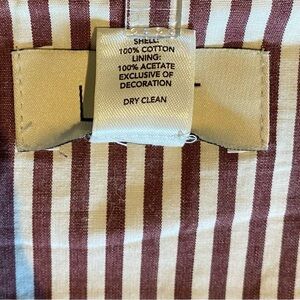 SHELL:
100% COTTON
LINING:
100% ACETATE
EXCLUSIVE OF
DECORATION
DRY CLEAN